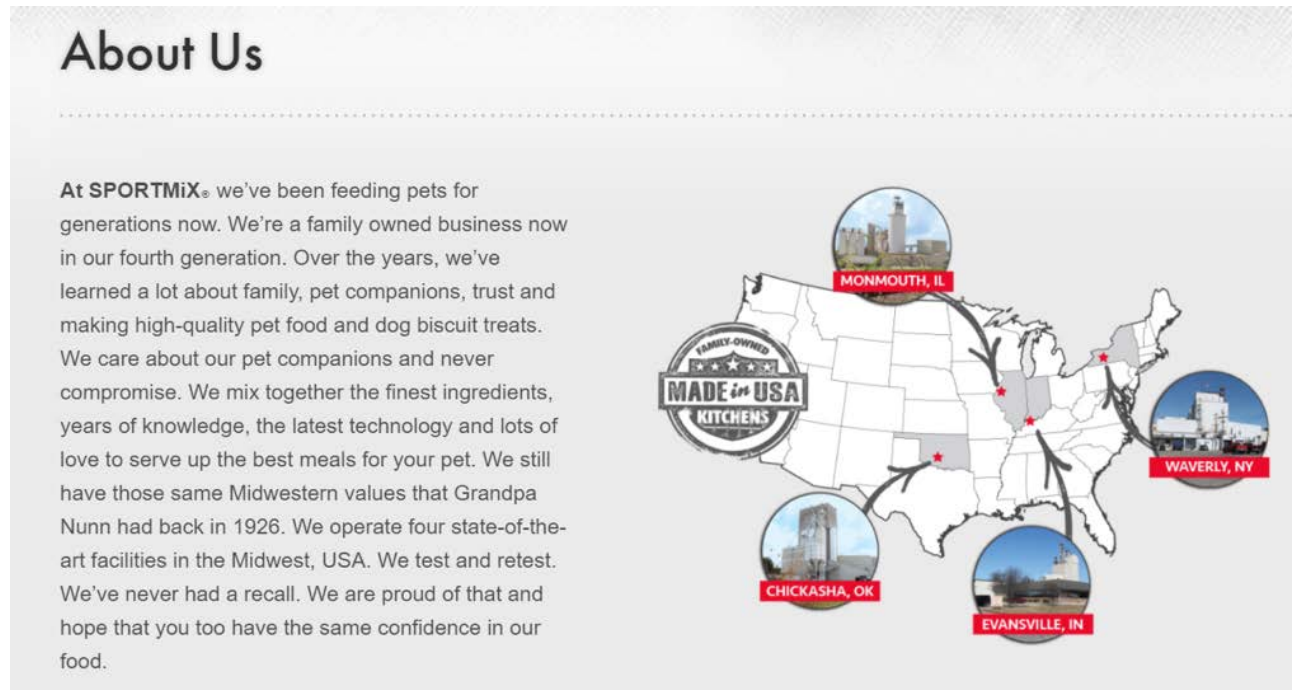 About Us
At SPORTMiX® we've been feeding pets for
generations now. We're a family owned business now
in our fourth generation. Over the years, we've
learned a lot about family, pet companions, trust and
making high-quality pet food and dog biscuit treats.
We care about our pet companions and never
compromise. We mix together the finest ingredients,
years of knowledge, the latest technology and lots of
love to serve up the best meals for your pet. We still
have those same Midwestern values that Grandpa
Nunn had back in 1926. We operate four state-of-the-
art facilities in the Midwest, USA. We test and retest.
We've never had a recall. We are proud of that and
hope that you too have the same confidence in our
food.
MONMOUTH, IL
FAMILY-OWNED
MADE in USA
KITCHENS
WAVERLY, NY
CHICKASHA, OK
EVANSVILLE, IN